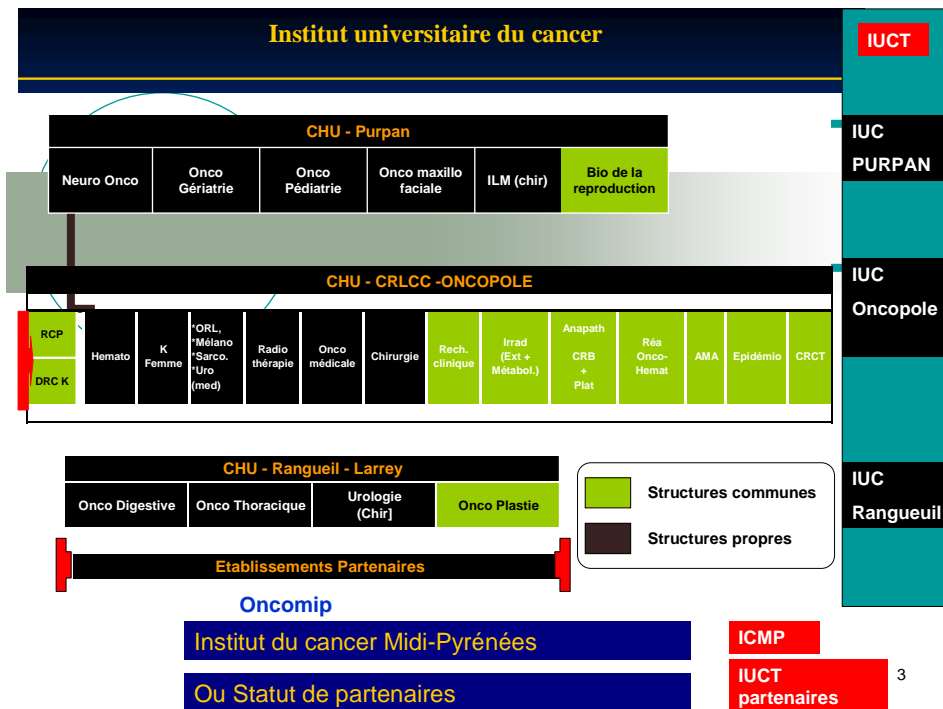 Institut universitaire du cancer
IUCT
CHU - Purpan
Neuro Onco
Onco
Gériatrie
Onco
Pédiatrie
Onco maxillo
faciale
ILM (chir)
Bio de la
reproduction
IUC
PURPAN
CHU - CRLCC -ONCOPOLE
RCP
DRC K
Hemato
K
Femme
*ORL,
*Mélano
*Sarco.
*Uro
(med)
Radio
thérapie
Onco
médicale
Chirurgie
Rech.
clinique
Irrad
(Ext +
Métabol.)
Anapath
CRB
+
Plat
Réa
Onco-
Hemat
AMA
Epidémio
CRCT
IUC
Oncopole
CHU - Rangueil - Larrey
Onco Digestive
Onco Thoracique
Urologie
(Chir]
Onco Plastie
Structures communes
Structures propres
IUC
Rangueuil
Etablissements Partenaires
Oncomip
Institut du cancer Midi-Pyrénées
ICMP
Ou Statut de partenaires
IUCT
partenaires
3